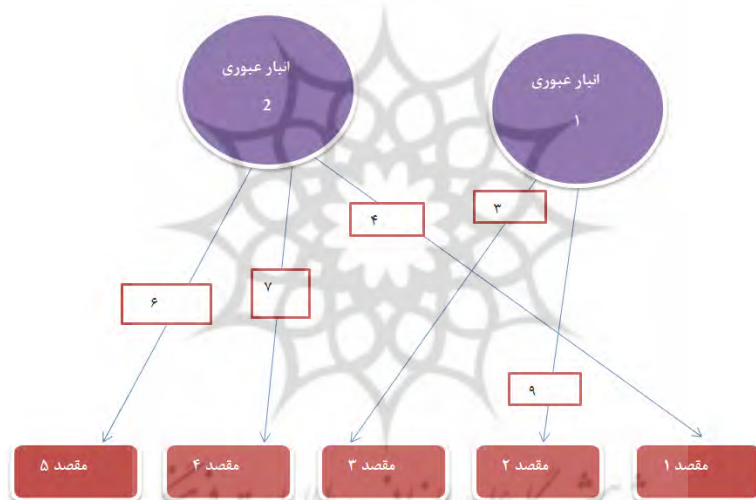 انبار عبوری
۱
انبار عبوری
2
۳
۴
۷
۶
۹
مقصد ۱
مقصد ۲
مقصد ۳
مقصد ۴
مقصد ۵